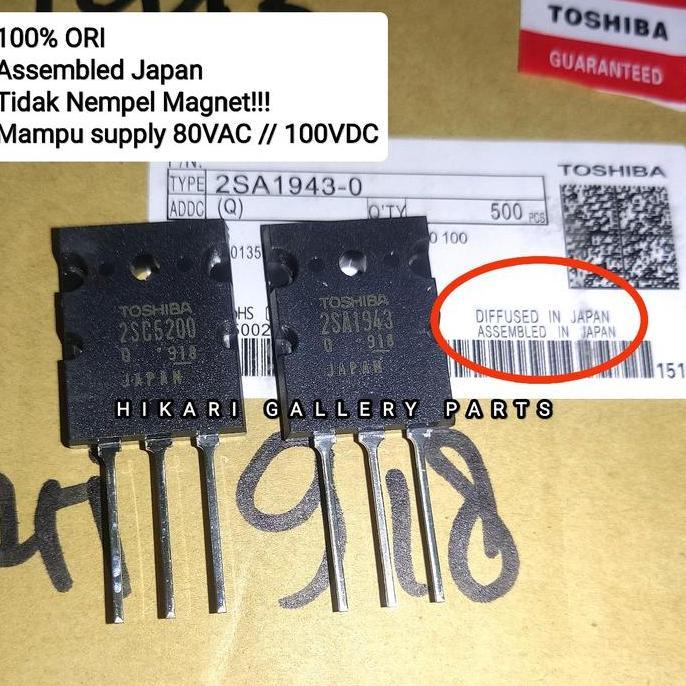 100% ORI
Assembled Japan
Tidak Nempel Magnet!!!
Mampu supply 80VAC // 100VDC
TOSHIBA
GUARANTEED
TOSHIBA
TYPE 2SA1943-O
ADDC (Q) Q'TY 500 PCS
0 100
DIFFUSED IN JAPAN
ASSEMBLED IN JAPAN
151
TOSHIBA
2SC5200
O 918
JAPAN
TOSHIBA
2SA1943
O 918
JAPAN
HIKARI GALLERY PARTS
918